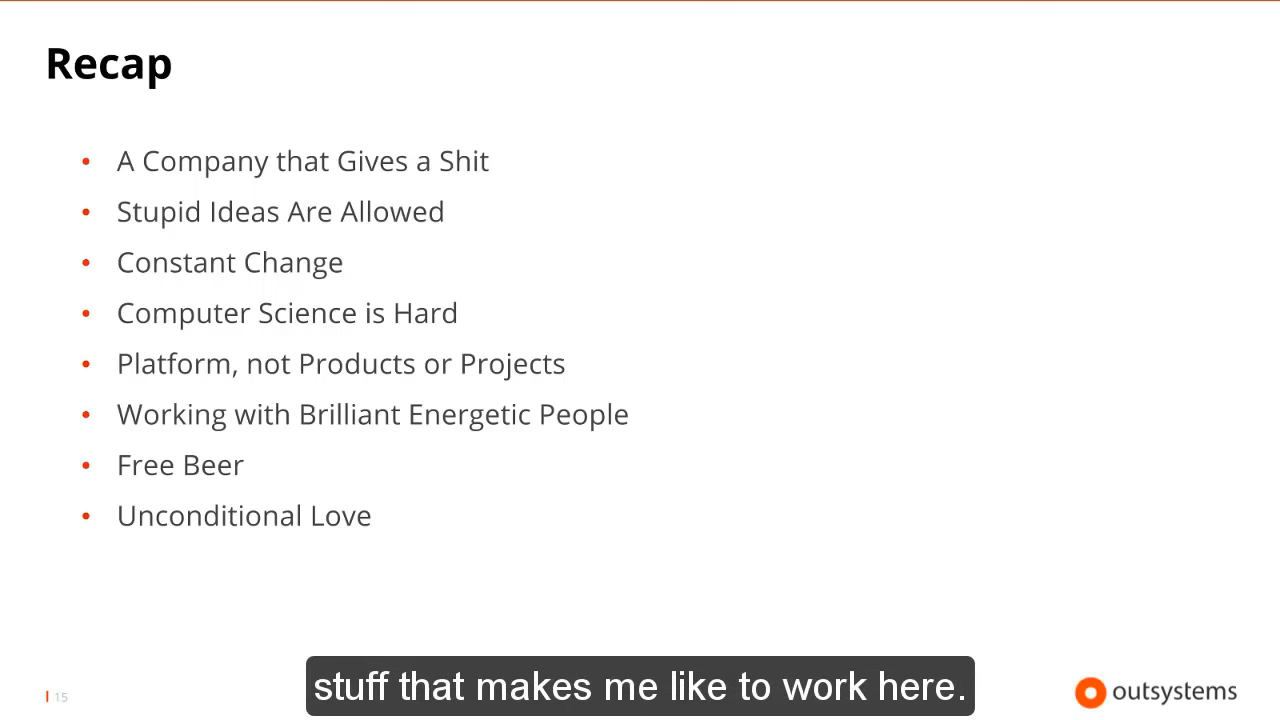 Recap
• A Company that Gives a Shit
• Stupid Ideas Are Allowed
• Constant Change
• Computer Science is Hard
• Platform, not Products or Projects
• Working with Brilliant Energetic People
• Free Beer
• Unconditional Love
stuff that makes me like to work here.
15
outsystems